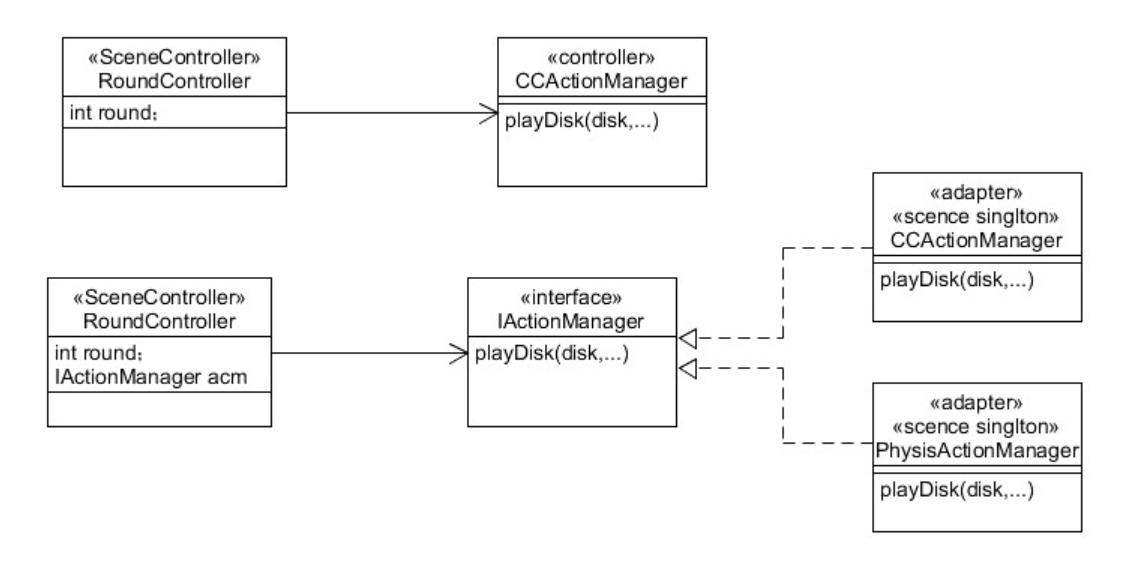 «SceneController»
RoundController
int round;
«controller»
CCActionManager
playDisk(disk,...)
«adapter»
«scence singlton»
CCActionManager
playDisk(disk,...)
«SceneController»
RoundController
int round;
IActionManager acm
«interface»
IActionManager
playDisk(disk,...)
«adapter»
«scence singlton»
PhysisActionManager
playDisk(disk,...)